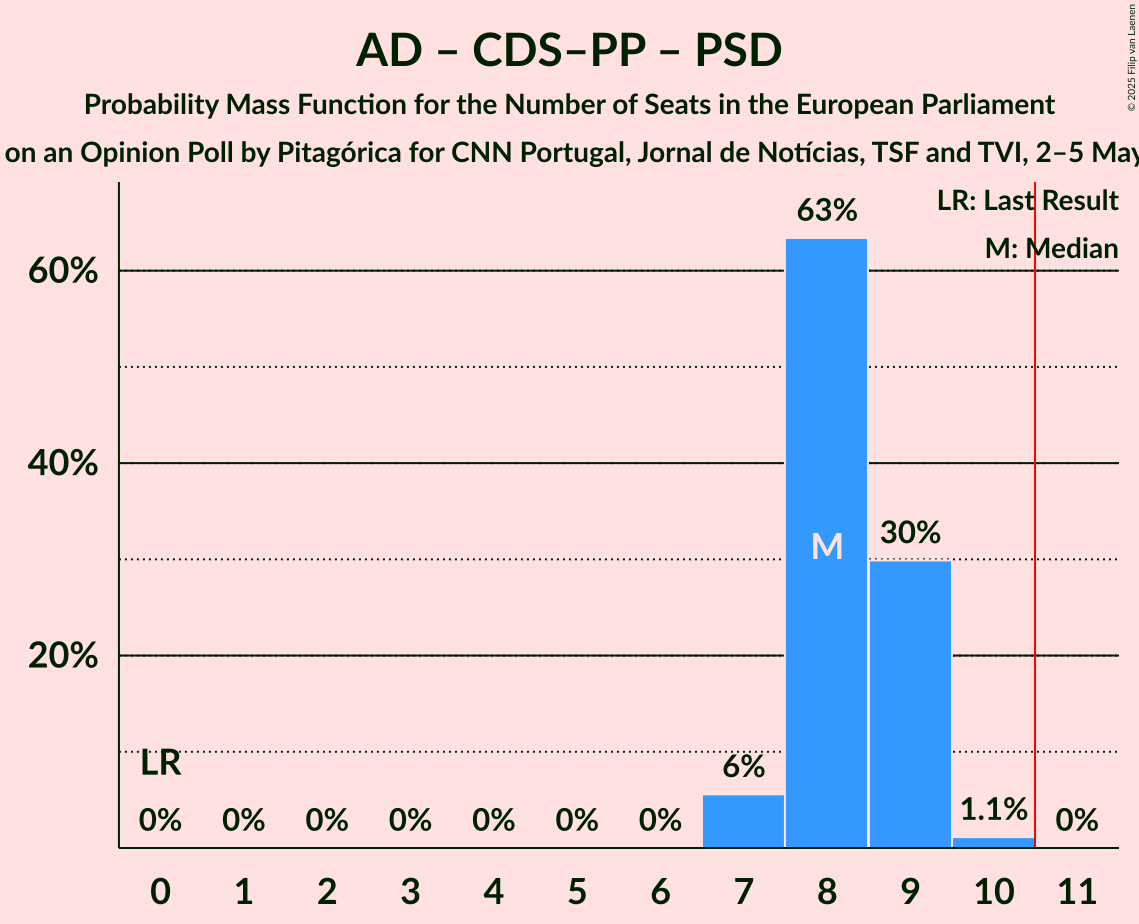 AD – CDS–PP – PSD
Probability Mass Function for the Number of Seats in the European Parliament
on an Opinion Poll by Pitagórica for CNN Portugal, Jornal de Notícias, TSF and TVI, 2–5 May
© 2025 Filip van Laenen
LR: Last Result
M: Median
63%
60%
40%
M
30%
20%
LR
6%
0% 0% 0% 0% 0% 0% 0% 1.1% 0%
0 1 2 3 4 5 6 7 8 9 10 11